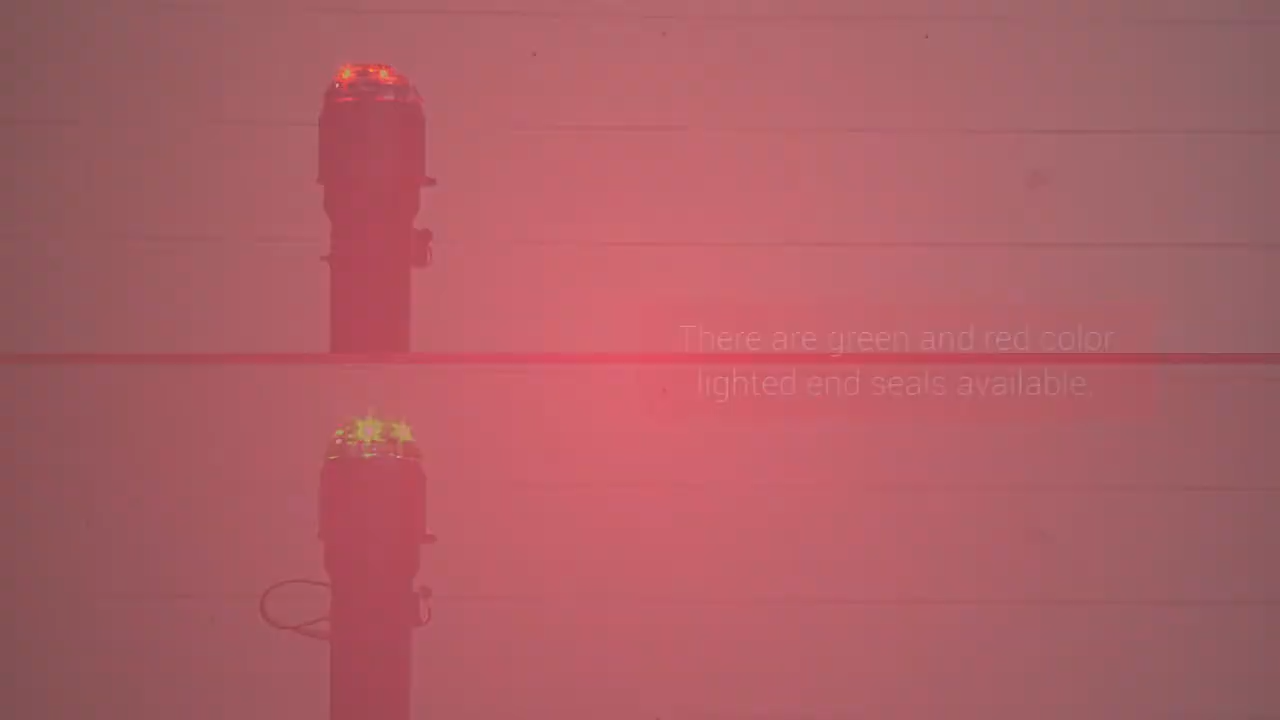 There are green and red color
lighted end seals available.